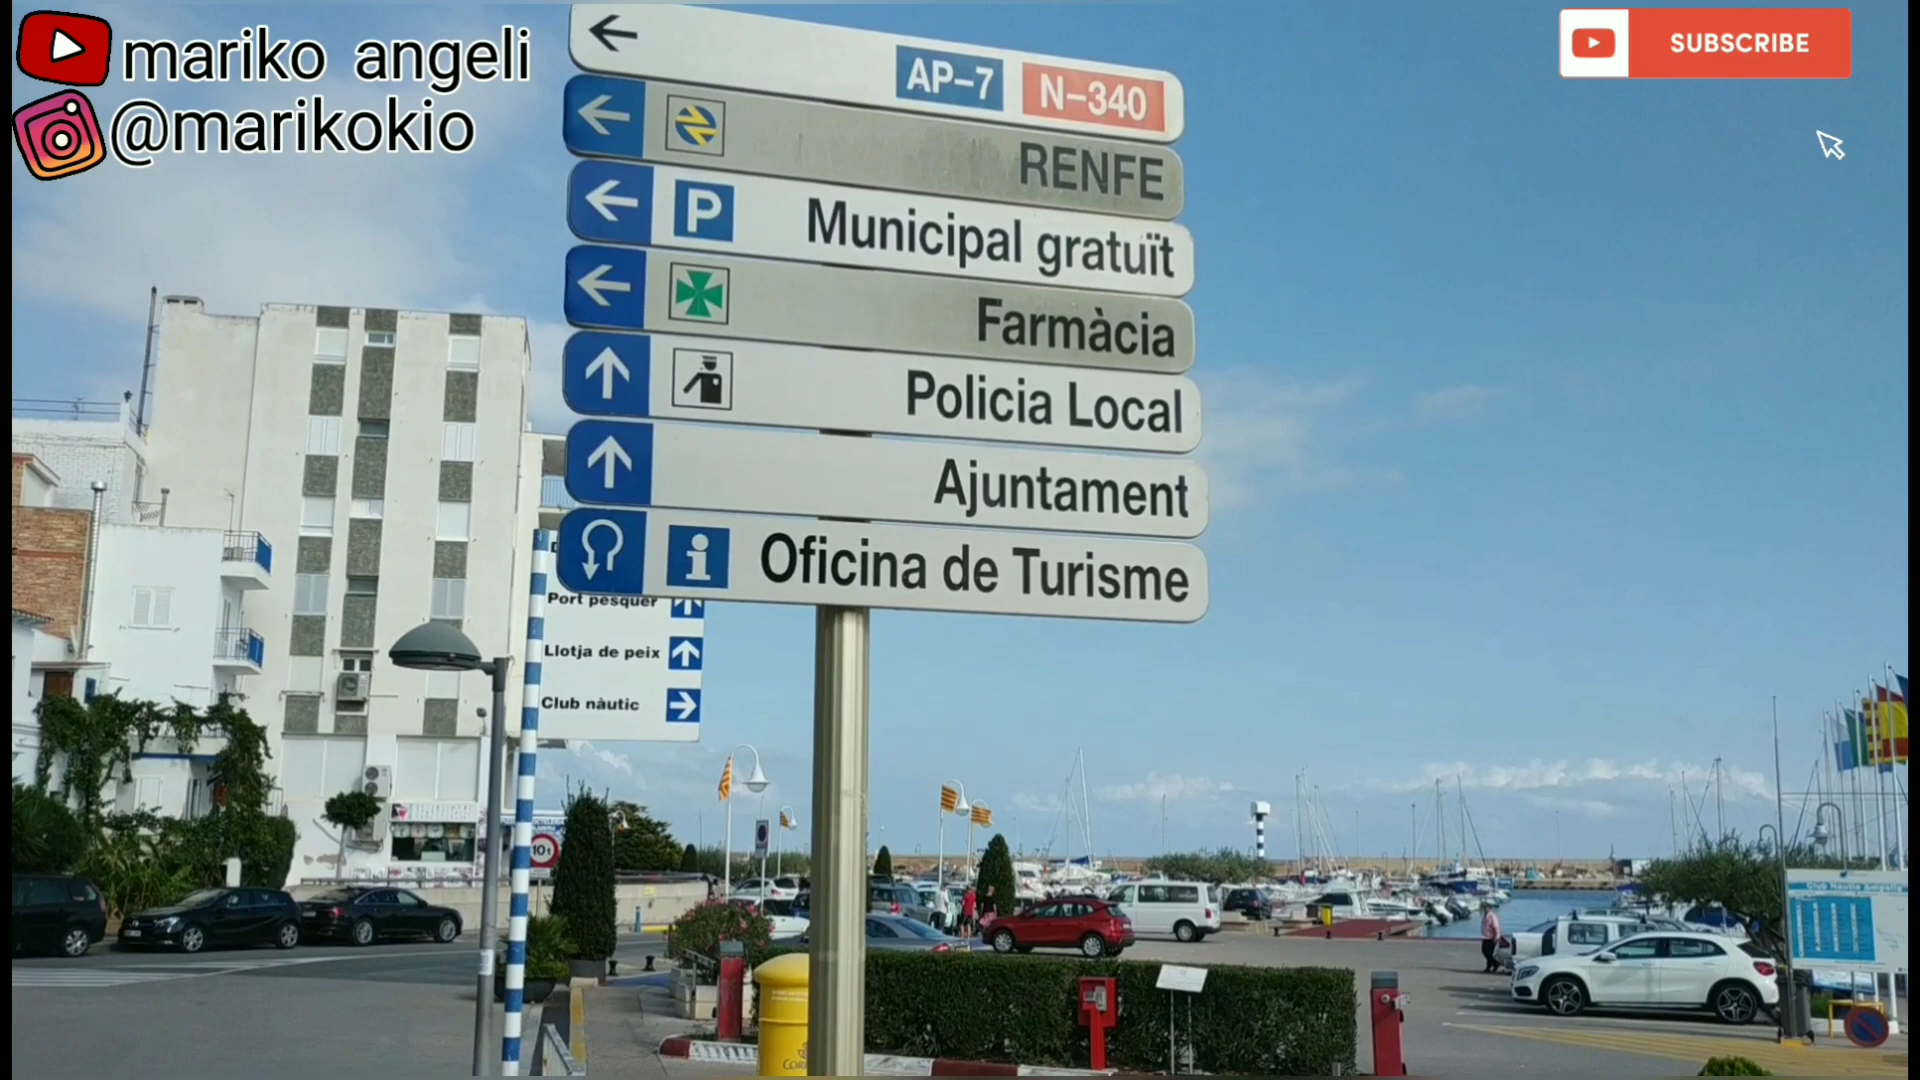 mariko angeli
@marikokio
SUBSCRIBE
AP-7 N-340
RENFE
P Municipal gratuït
Farmàcia
Policia Local
Ajuntament
i Oficina de Turisme
Port pesquer
Llotja de peix
Club nàutic
10t